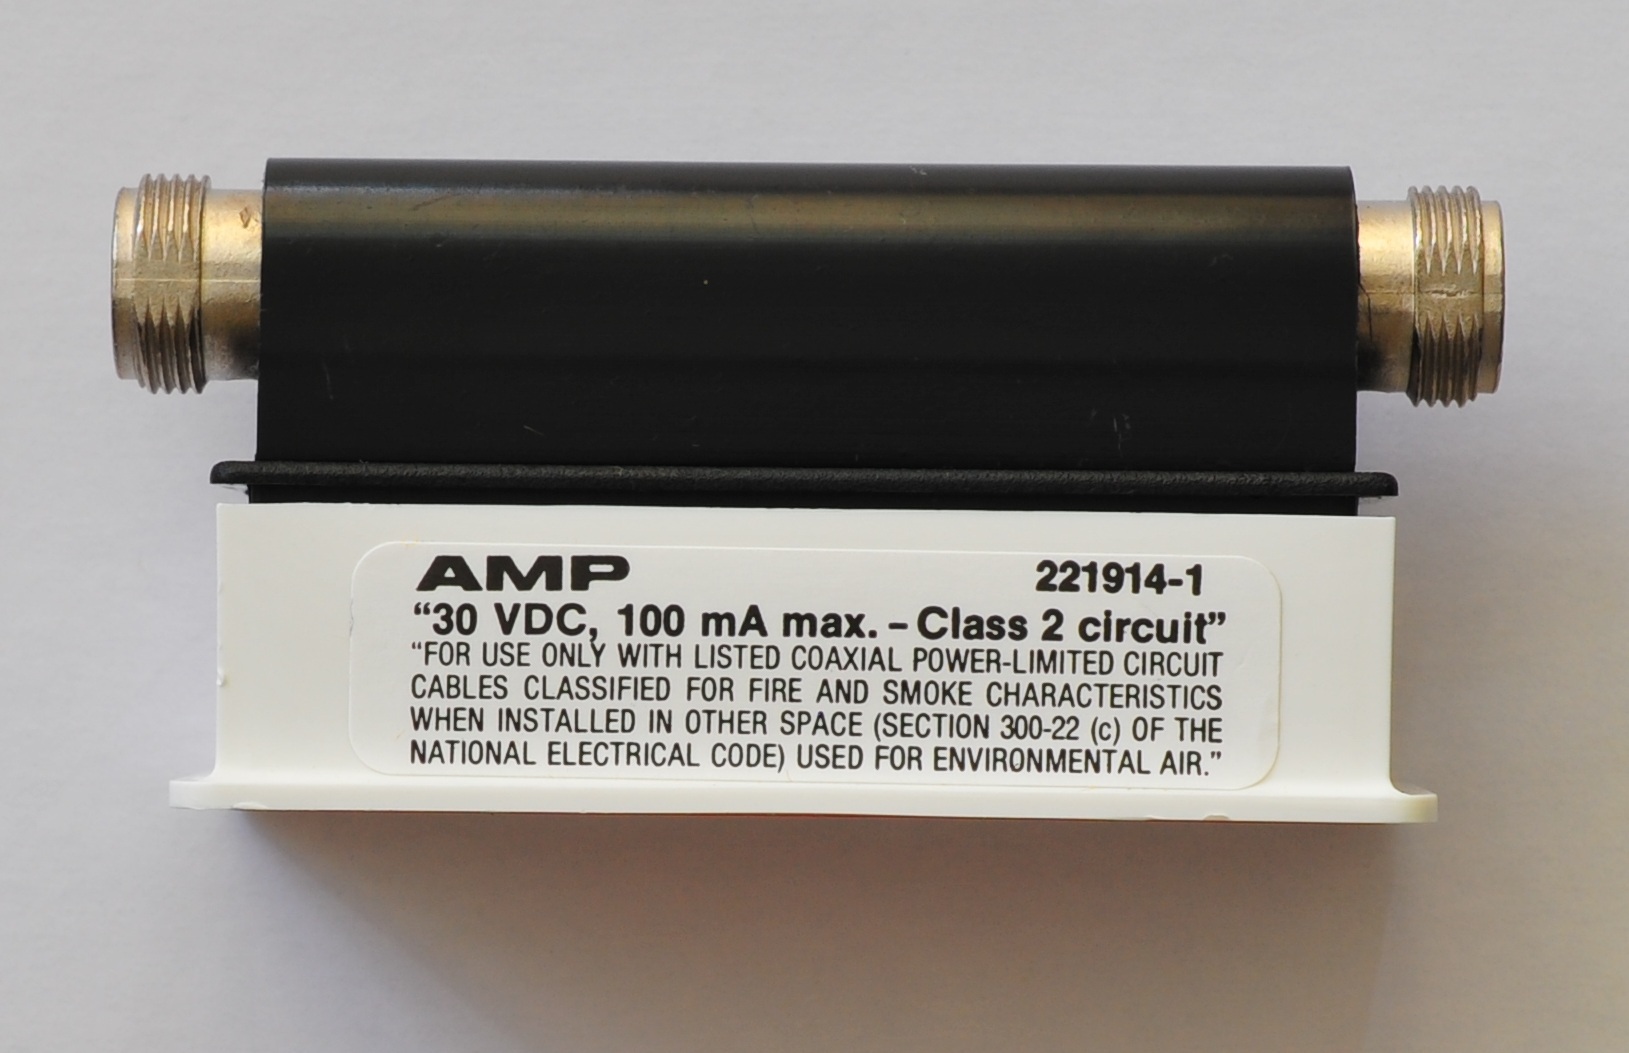 AMP 221914-1
“30 VDC, 100 mA max. – Class 2 circuit”
“FOR USE ONLY WITH LISTED COAXIAL POWER-LIMITED CIRCUIT
CABLES CLASSIFIED FOR FIRE AND SMOKE CHARACTERISTICS
WHEN INSTALLED IN OTHER SPACE (SECTION 300-22 (c) OF THE
NATIONAL ELECTRICAL CODE) USED FOR ENVIRONMENTAL AIR.”